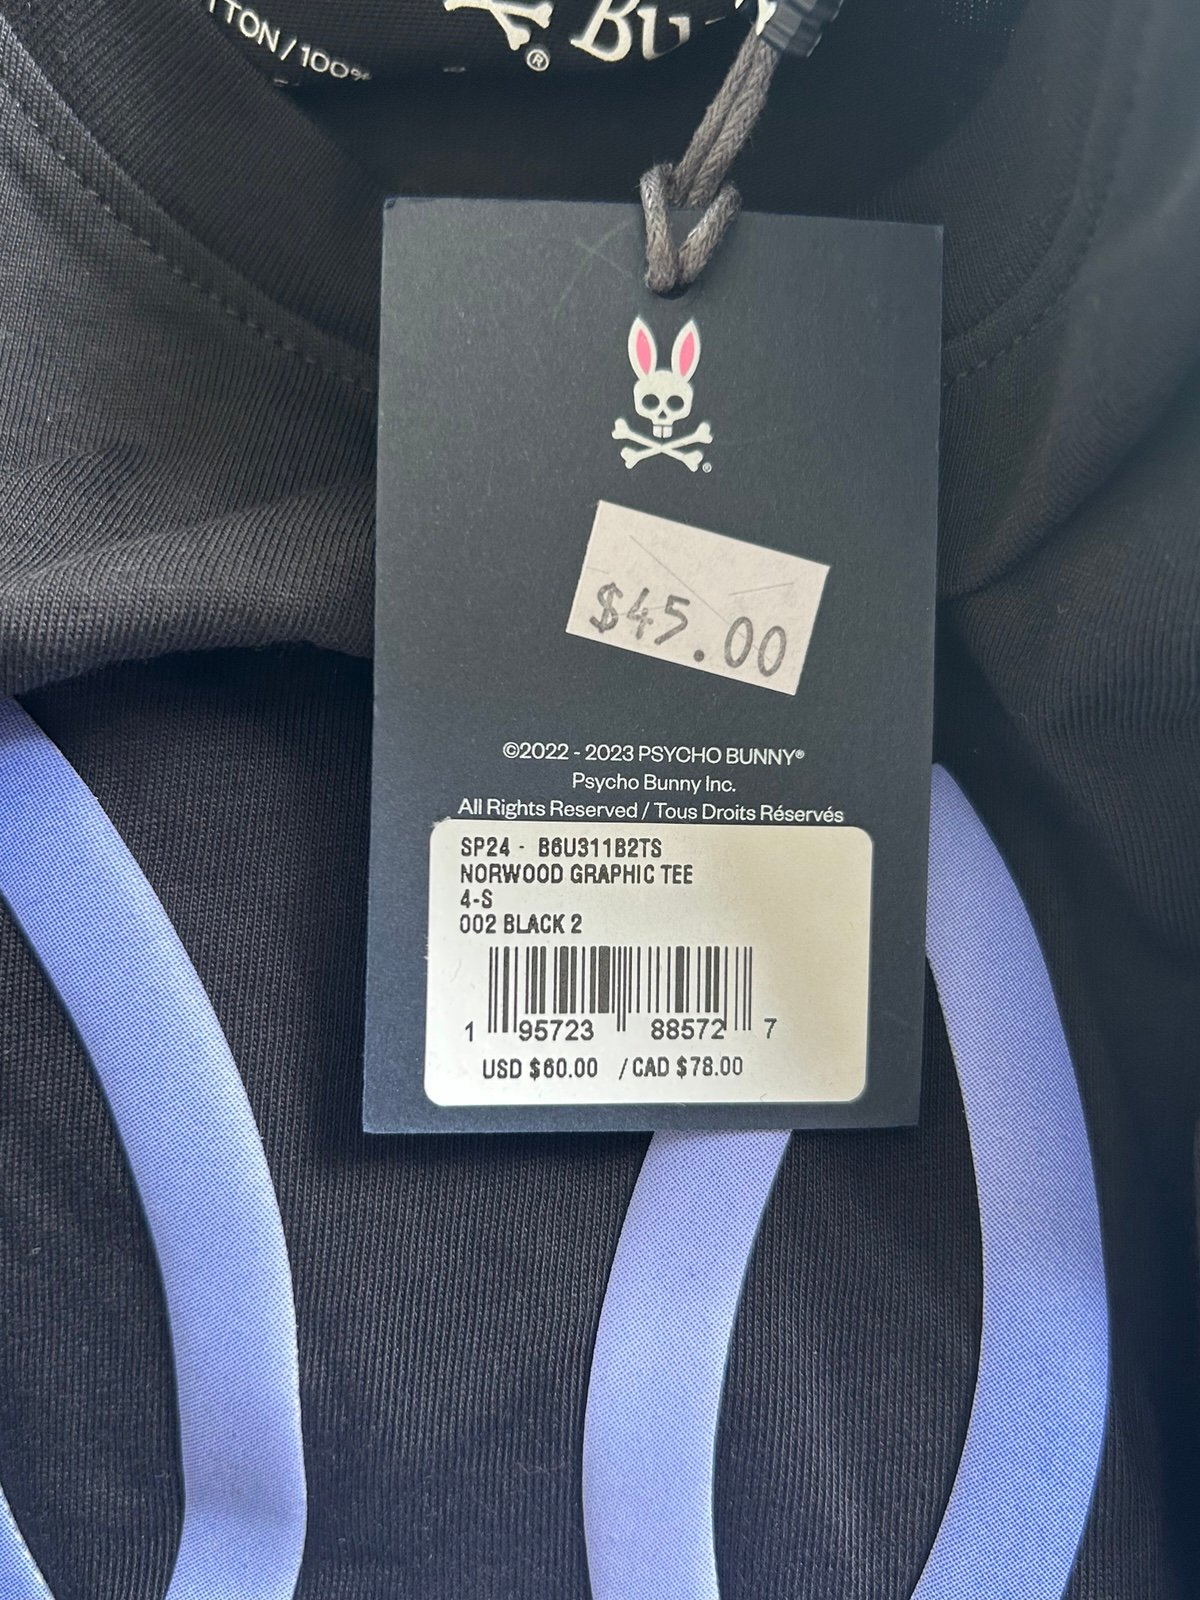 TTON / 100%
Bu
®
®
$45.00
©2022 - 2023 PSYCHO BUNNY®
Psycho Bunny Inc.
All Rights Reserved / Tous Droits Réservés
SP24 - B6U311B2TS
NORWOOD GRAPHIC TEE
4-S
002 BLACK 2
1 95723 88572 7
USD $60.00 / CAD $78.00